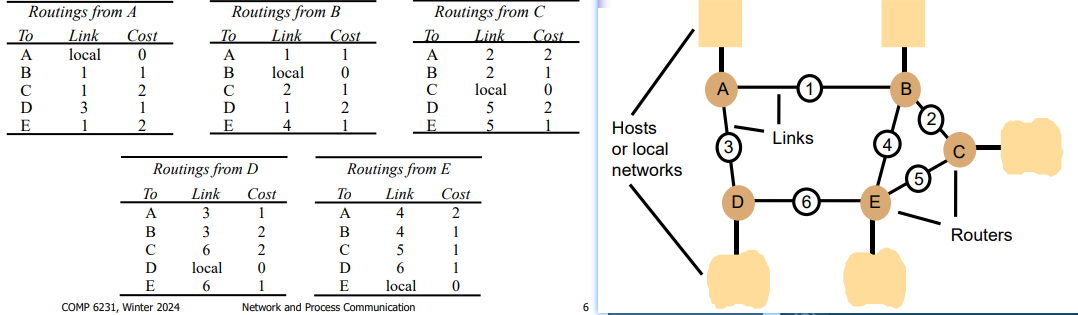 Routings from A
To Link Cost
A local 0
B 1 1
C 1 2
D 3 1
E 1 2
Routings from B
To Link Cost
A 1 1
B local 0
C 2 1
D 1 2
E 4 1
Routings from C
To Link Cost
A 2 2
B 2 1
C local 0
D 5 2
E 5 1
Routings from D
To Link Cost
A 3 1
B 3 2
C 6 2
D local 0
E 6 1
Routings from E
To Link Cost
A 4 2
B 4 1
C 5 1
D 6 1
E local 0
COMP 6231, Winter 2024
Network and Process Communication
6
A
1
B
2
Hosts
or local
networks
Links
3
4
C
5
D
6
E
Routers